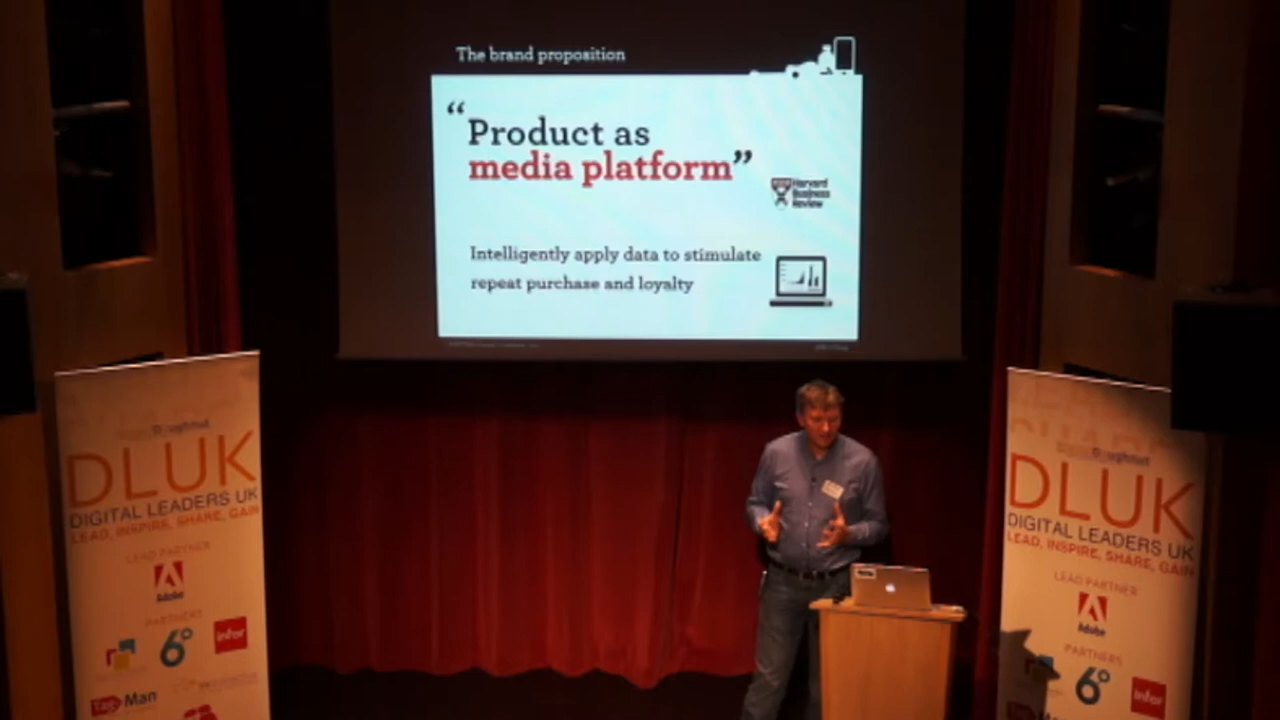 The brand proposition
“Product as
media platform”
Harvard
Business
Review
Intelligently apply data to stimulate
repeat purchase and loyalty
DLUK
DIGITAL LEADERS UK
LEAD, INSPIRE, SHARE, GAIN
LEAD PARTNER
Adobe
PARTNERS
6°
infor
TagMan
DLUK
DIGITAL LEADERS UK
LEAD, INSPIRE, SHARE, GAIN
LEAD PARTNER
Adobe
PARTNERS
6°
infor